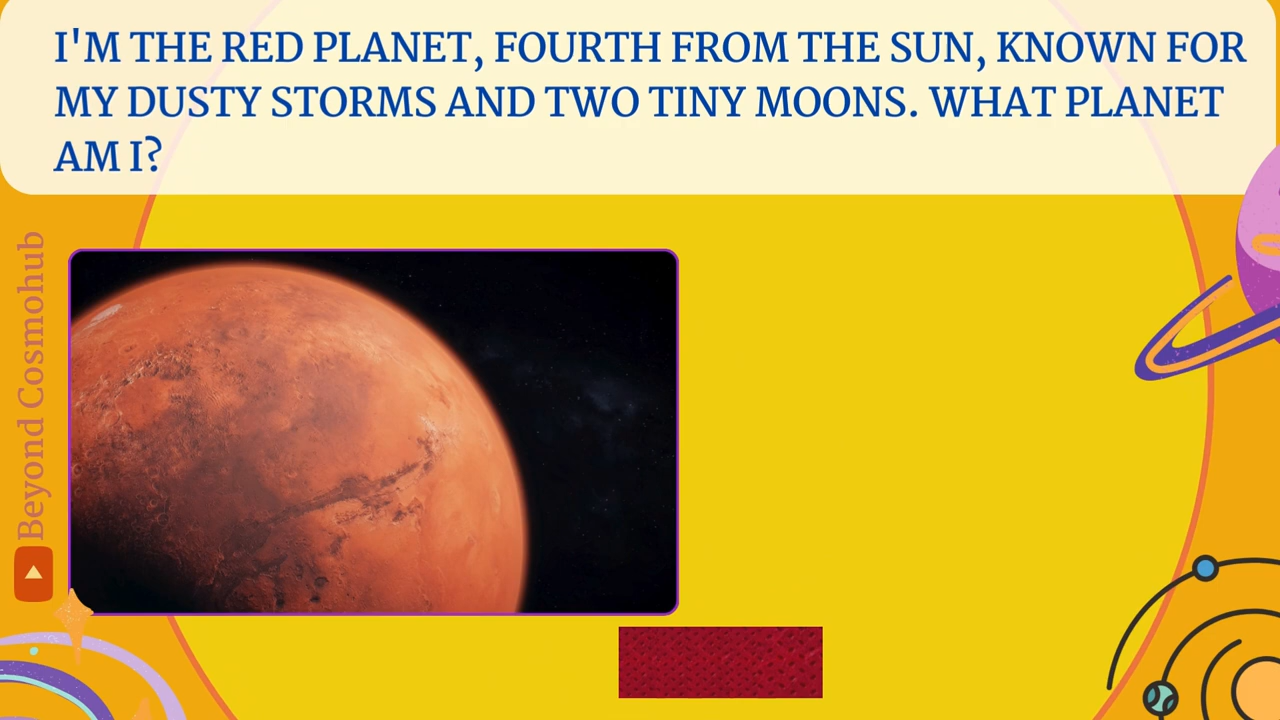 I'M THE RED PLANET, FOURTH FROM THE SUN, KNOWN FOR
MY DUSTY STORMS AND TWO TINY MOONS. WHAT PLANET
AM I?
Beyond Cosmohub